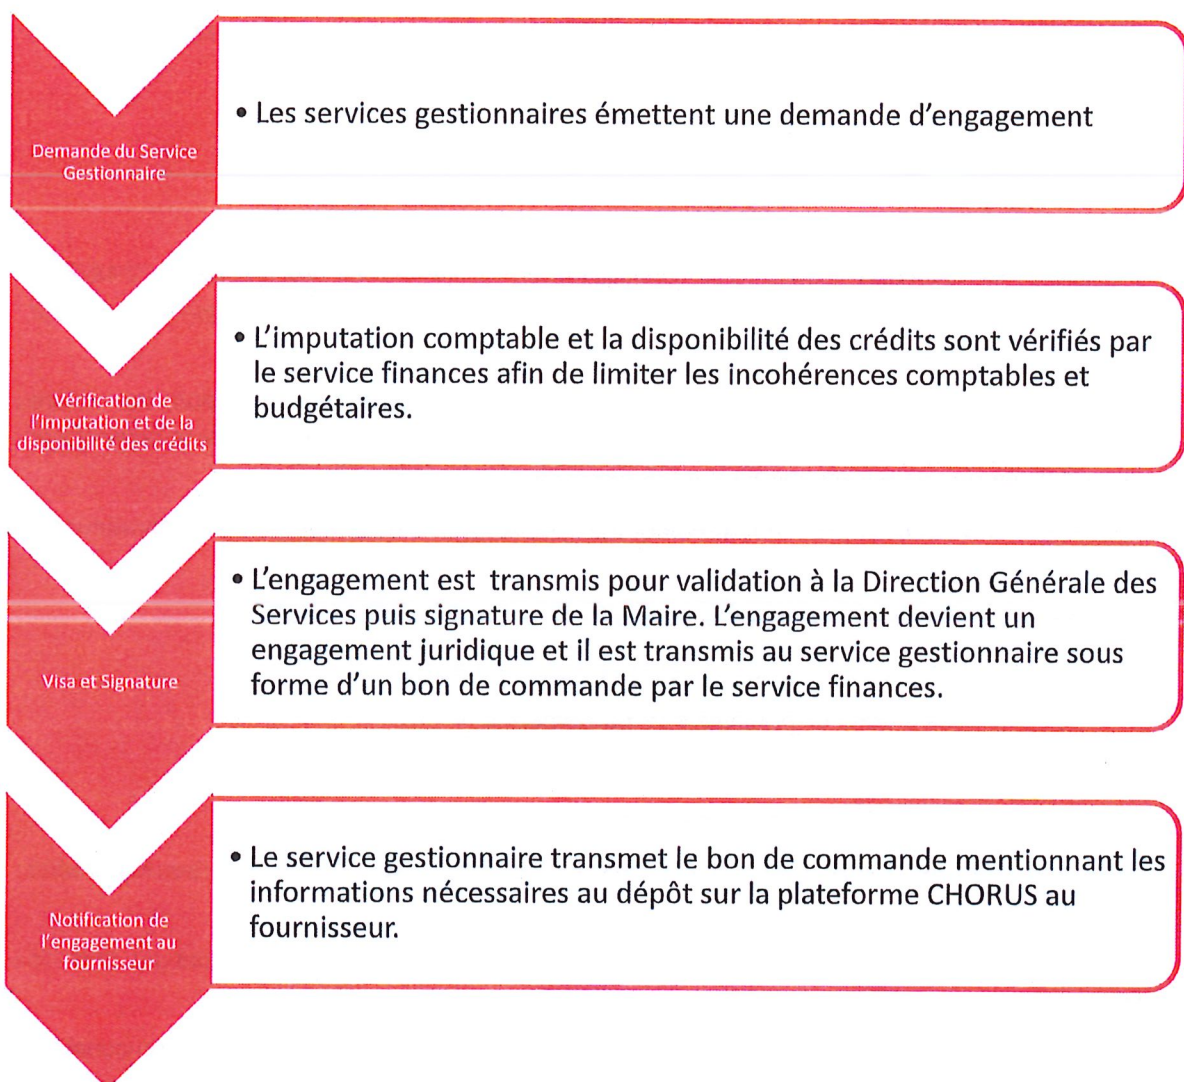 Demande du Service
Gestionnaire
• Les services gestionnaires émettent une demande d'engagement
Vérification de
l'imputation et de la
disponibilité des crédits
• L'imputation comptable et la disponibilité des crédits sont vérifiés par
le service finances afin de limiter les incohérences comptables et
budgétaires.
Visa et Signature
• L'engagement est transmis pour validation à la Direction Générale des
Services puis signature de la Maire. L'engagement devient un
engagement juridique et il est transmis au service gestionnaire sous
forme d'un bon de commande par le service finances.
Notification de
l'engagement au
fournisseur
• Le service gestionnaire transmet le bon de commande mentionnant les
informations nécessaires au dépôt sur la plateforme CHORUS au
fournisseur.